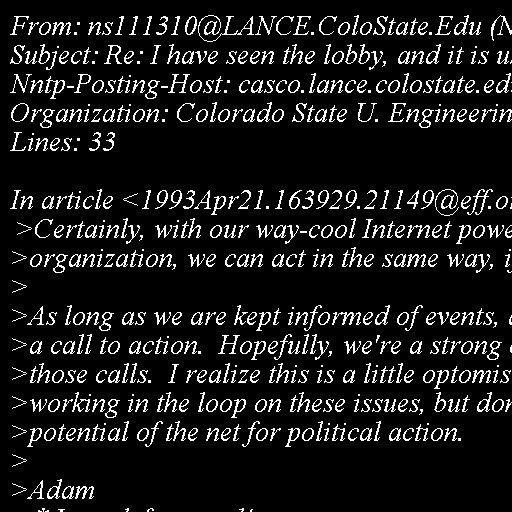 From: ns111310@LANCE.ColoState.Edu (N
Subject: Re: I have seen the lobby, and it is u
Nntp-Posting-Host: casco.lance.colostate.ed
Organization: Colorado State U. Engineerin
Lines: 33

In article <1993Apr21.163929.21149@eff.o
>Certainly, with our way-cool Internet powe
>organization, we can act in the same way, i
>
>As long as we are kept informed of events,
>a call to action.  Hopefully, we're a strong
>those calls.  I realize this is a little optomis
>working in the loop on these issues, but don
>potential of the net for political action.
>
>Adam